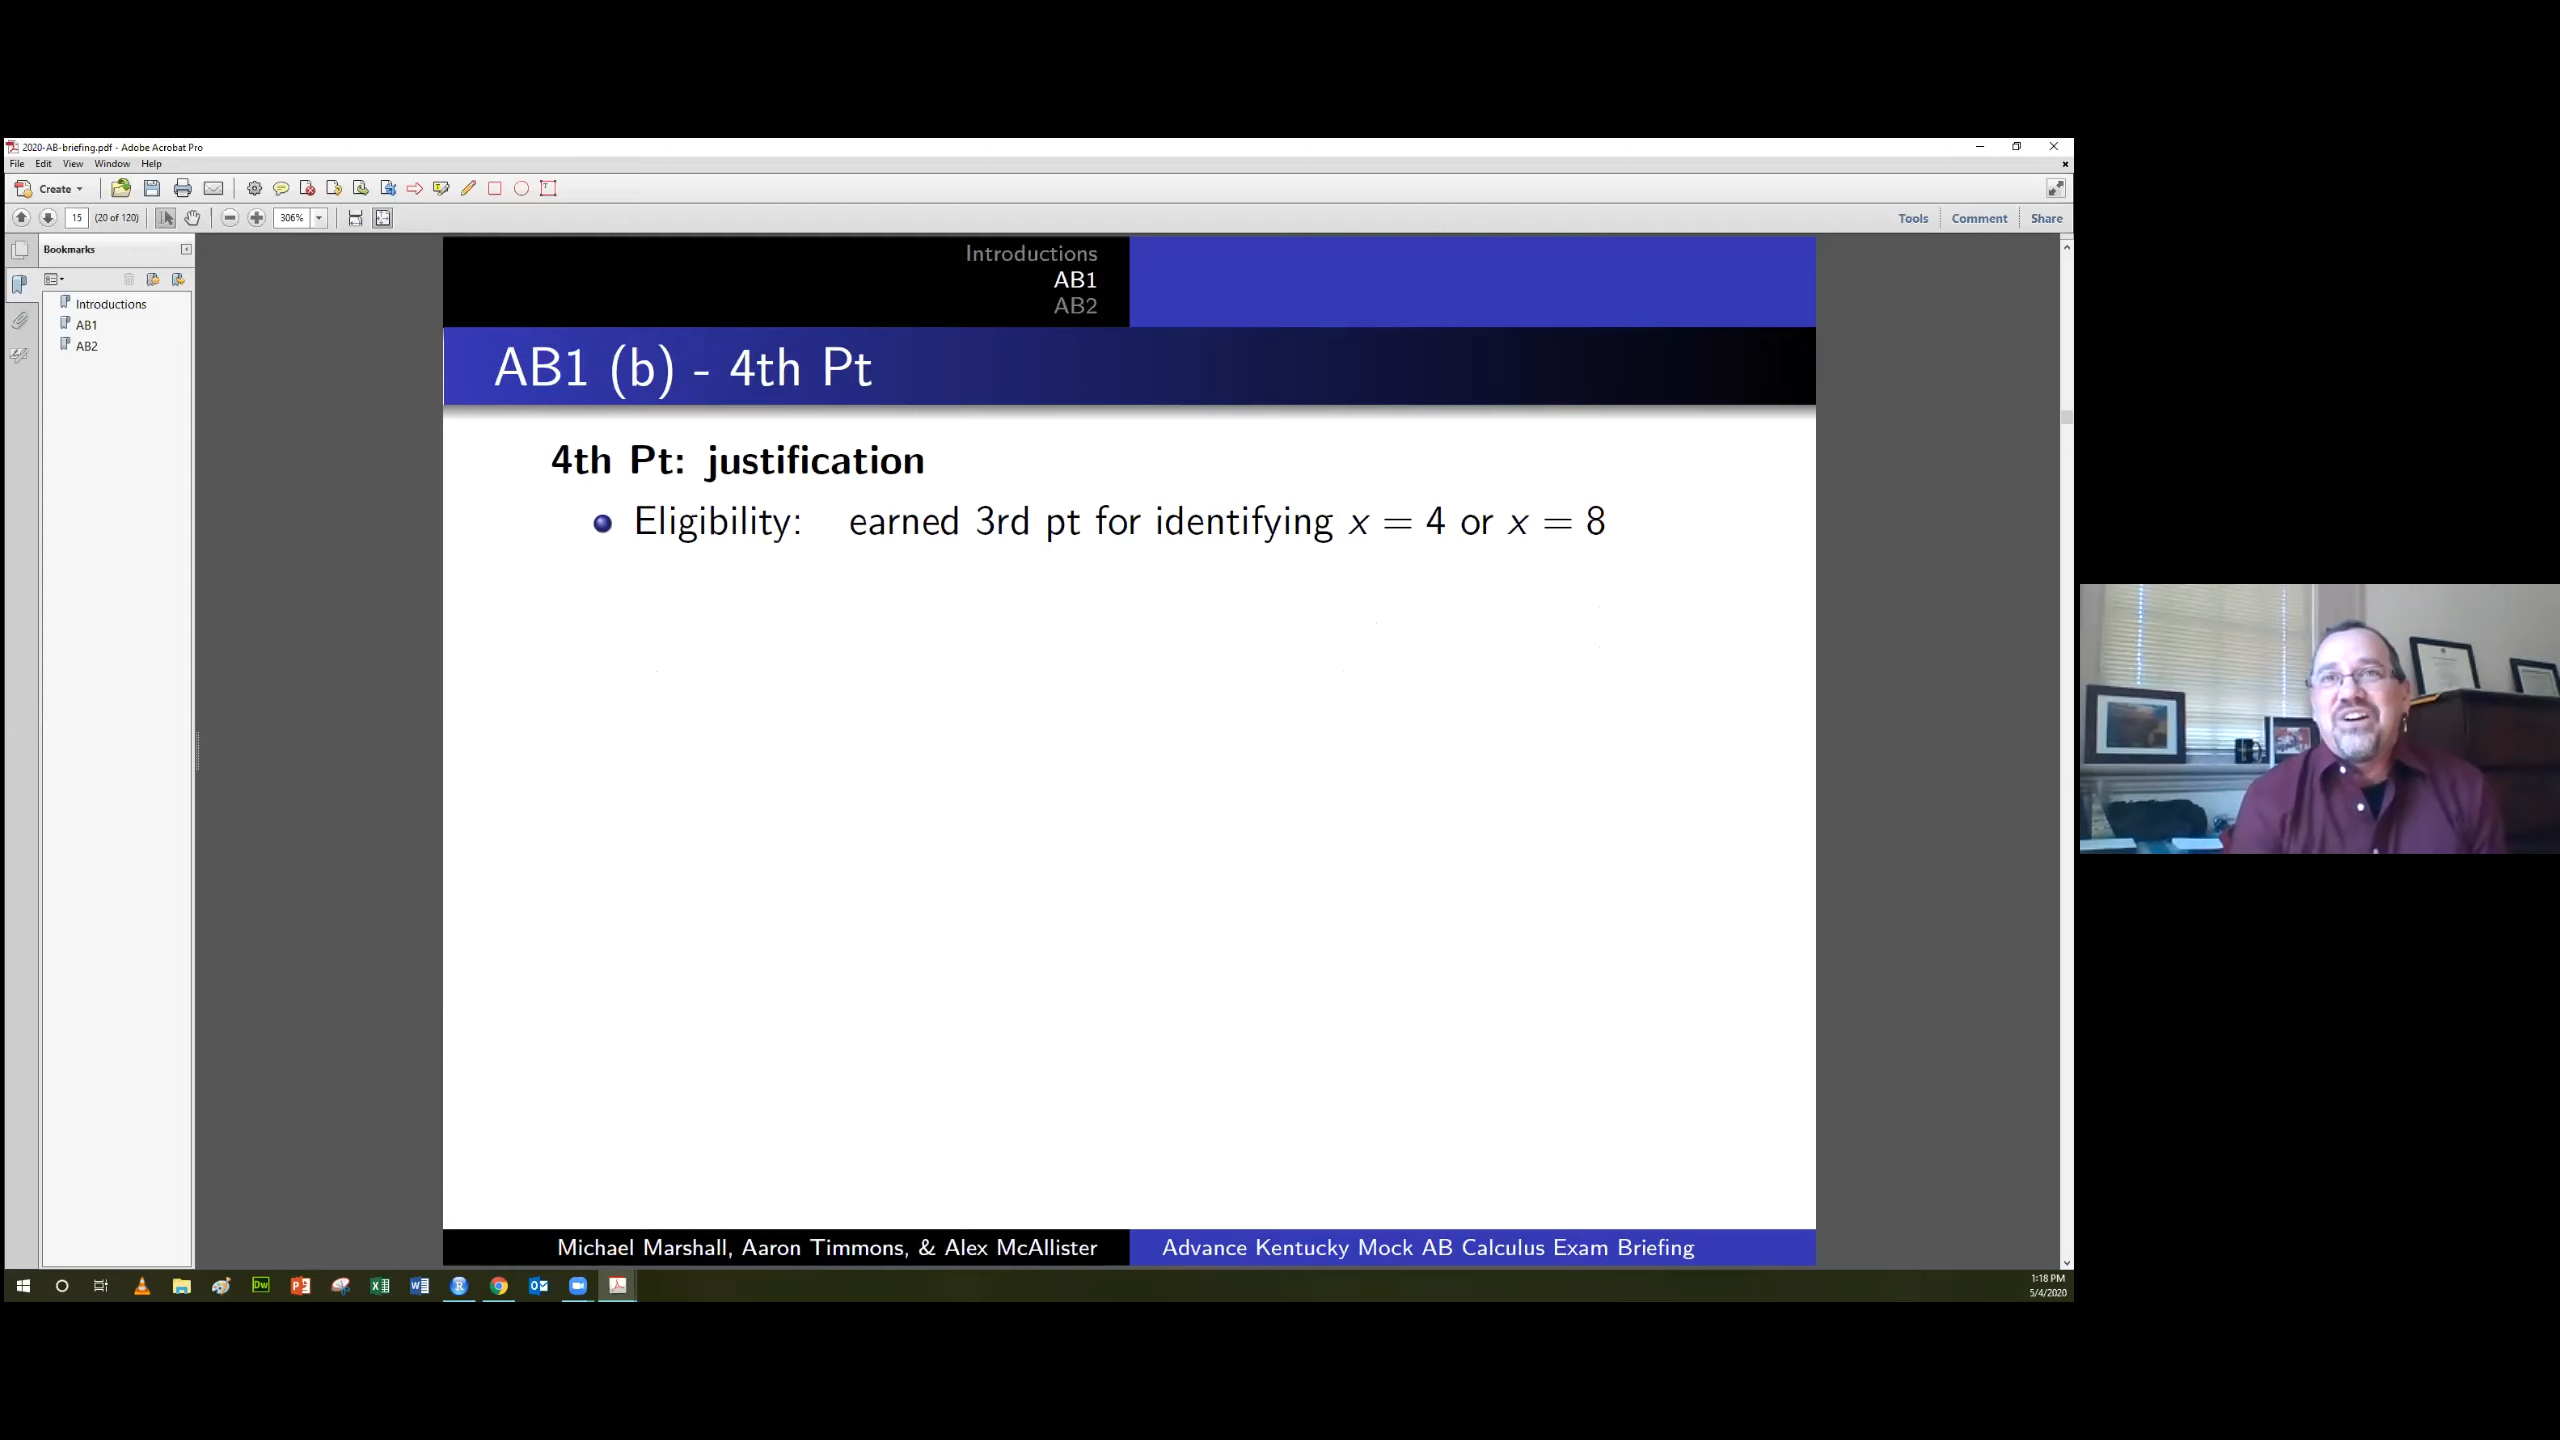 2020-AB-briefing.pdf - Adobe Acrobat Pro
File Edit View Window Help
Create
15 (20 of 120) 306% Tools Comment Share
Bookmarks
Introductions
AB1
AB2
Introductions
AB1
AB2
AB1 (b) - 4th Pt
4th Pt: justification
Eligibility: earned 3rd pt for identifying x = 4 or x = 8
Michael Marshall, Aaron Timmons, & Alex McAllister Advance Kentucky Mock AB Calculus Exam Briefing
1:18 PM
5/4/2020